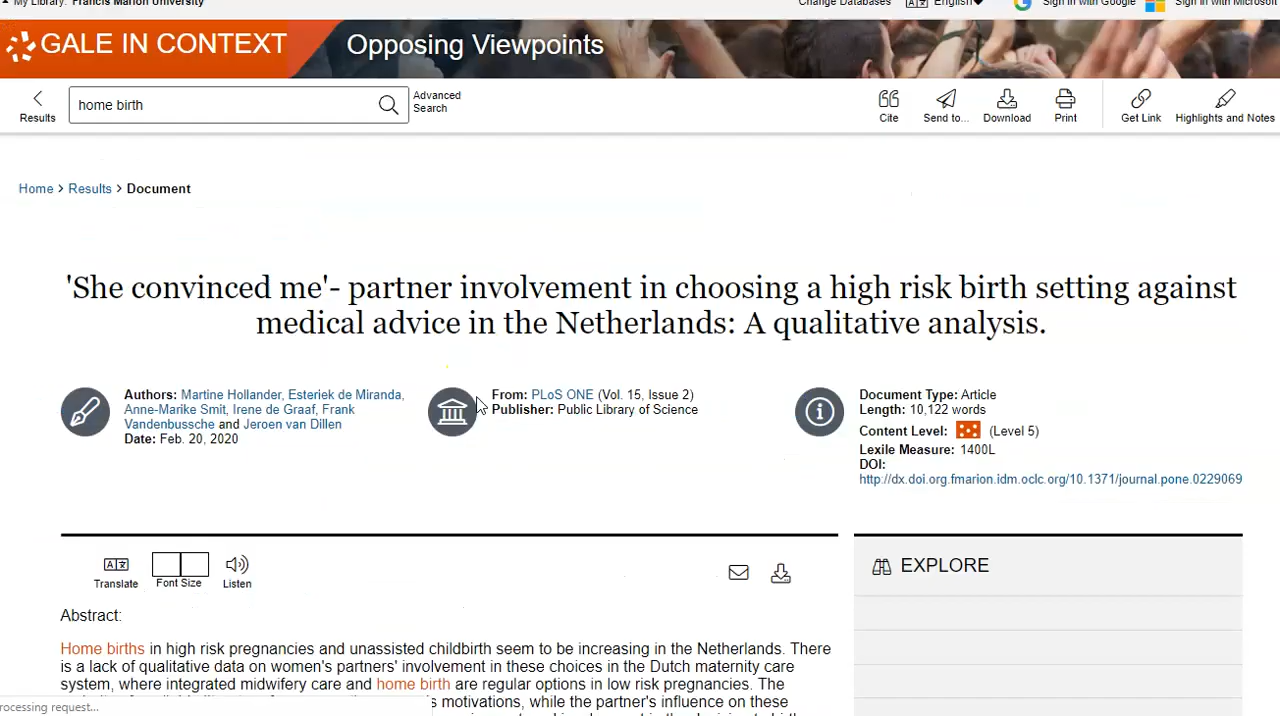 My Library: Francis Marion University
Change Databases
English
Sign in with Google
Sign in with Microsoft
GALE IN CONTEXT
Opposing Viewpoints
Results
home birth
Advanced
Search
Cite
Send to...
Download
Print
Get Link
Highlights and Notes
Home > Results > Document
'She convinced me'- partner involvement in choosing a high risk birth setting against
medical advice in the Netherlands: A qualitative analysis.
Authors: Martine Hollander, Esteriek de Miranda,
Anne-Marike Smit, Irene de Graaf, Frank
Vandenbussche and Jeroen van Dillen
Date: Feb. 20, 2020
From: PLoS ONE (Vol. 15, Issue 2)
Publisher: Public Library of Science
Document Type: Article
Length: 10,122 words
Content Level: (Level 5)
Lexile Measure: 1400L
DOI:
http://dx.doi.org.fmarion.idm.oclc.org/10.1371/journal.pone.0229069
Translate
Font Size
Listen
EXPLORE
Abstract:
Home births in high risk pregnancies and unassisted childbirth seem to be increasing in the Netherlands. There
is a lack of qualitative data on women's partners' involvement in these choices in the Dutch maternity care
system, where integrated midwifery care and home birth are regular options in low risk pregnancies. The
s motivations, while the partner's influence on these
rocessing request...